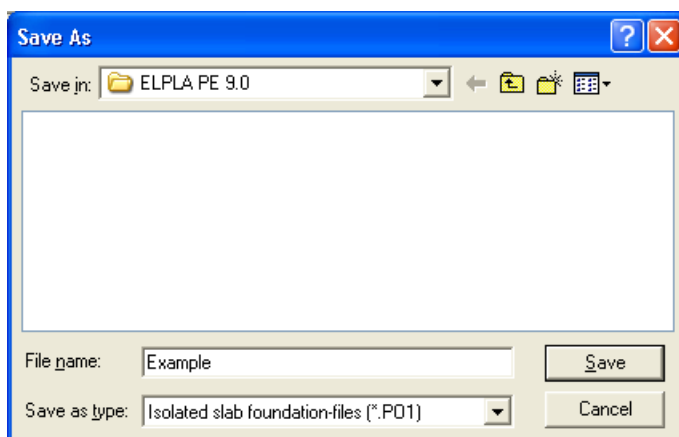 Save As
Save in: ELPLA PE 9.0
File name: Example Save
Save as type: Isolated slab foundation-files (*.PO1) Cancel